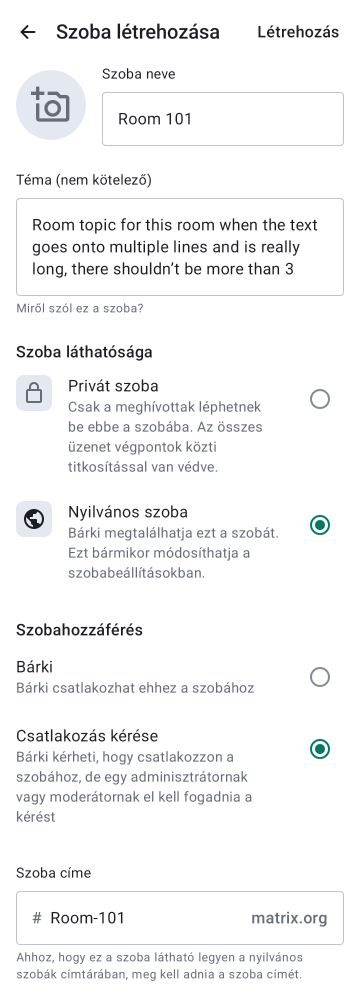 Szoba létrehozása Létrehozás
Szoba neve
Room 101
Téma (nem kötelező)
Room topic for this room when the text
goes onto multiple lines and is really
long, there shouldn’t be more than 3
Miről szól ez a szoba?
Szoba láthatósága
Privát szoba
Csak a meghívottak léphetnek
be ebbe a szobába. Az összes
üzenet végpontok közti
titkosítással van védve.
Nyilvános szoba
Bárki megtalálhatja ezt a szobát.
Ezt bármikor módosíthatja a
szobabeállításokban.
Szobahozzáférés
Bárki
Bárki csatlakozhat ehhez a szobához
Csatlakozás kérése
Bárki kérheti, hogy csatlakozzon a
szobához, de egy adminisztrátornak
vagy moderátornak el kell fogadnia a
kérést
Szoba címe
# Room-101 matrix.org
Ahhoz, hogy ez a szoba látható legyen a nyilvános
szobák címtárában, meg kell adnia a szoba címét.